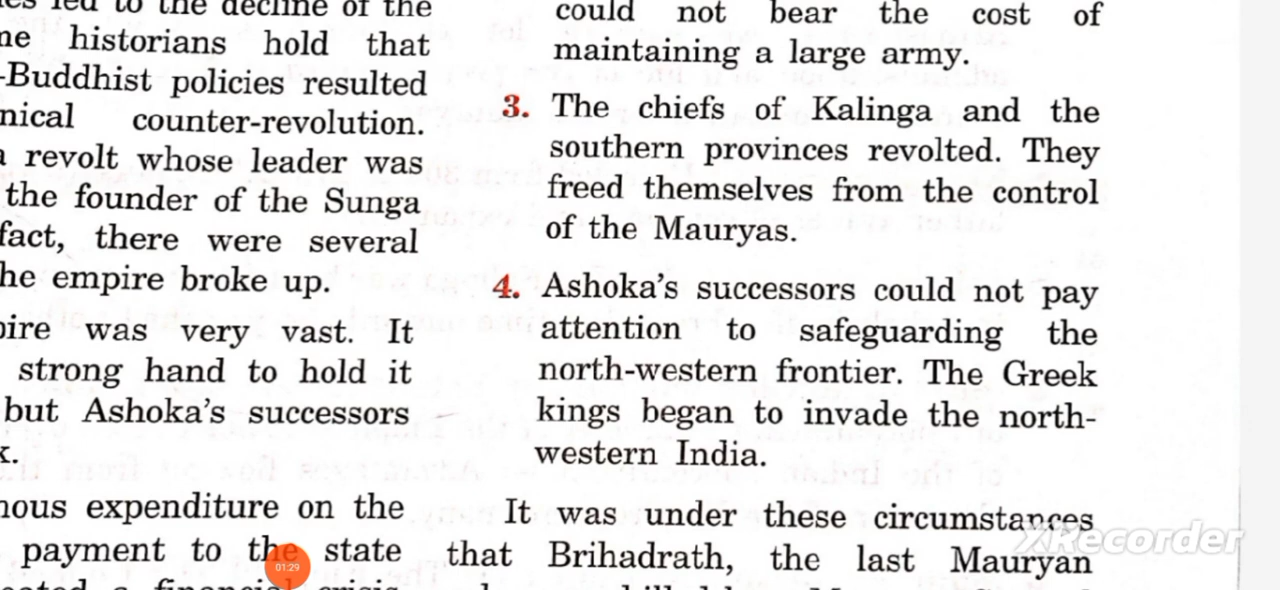 led to the decline of the
historians hold that
-Buddhist policies resulted
counter-revolution.
revolt whose leader was
the founder of the Sunga
fact, there were several
he empire broke up.
was very vast. It
strong hand to hold it
but Ashoka's successors
expenditure on the
payment to the state
a financial crisis
could not bear the cost of
maintaining a large army.
3. The chiefs of Kalinga and the
southern provinces revolted. They
freed themselves from the control
of the Mauryas.
4. Ashoka's successors could not pay
attention to safeguarding the
north-western frontier. The Greek
kings began to invade the north-
western India.
It was under these circumstances
that Brihadrath, the last Mauryan
01:29
XRecorder